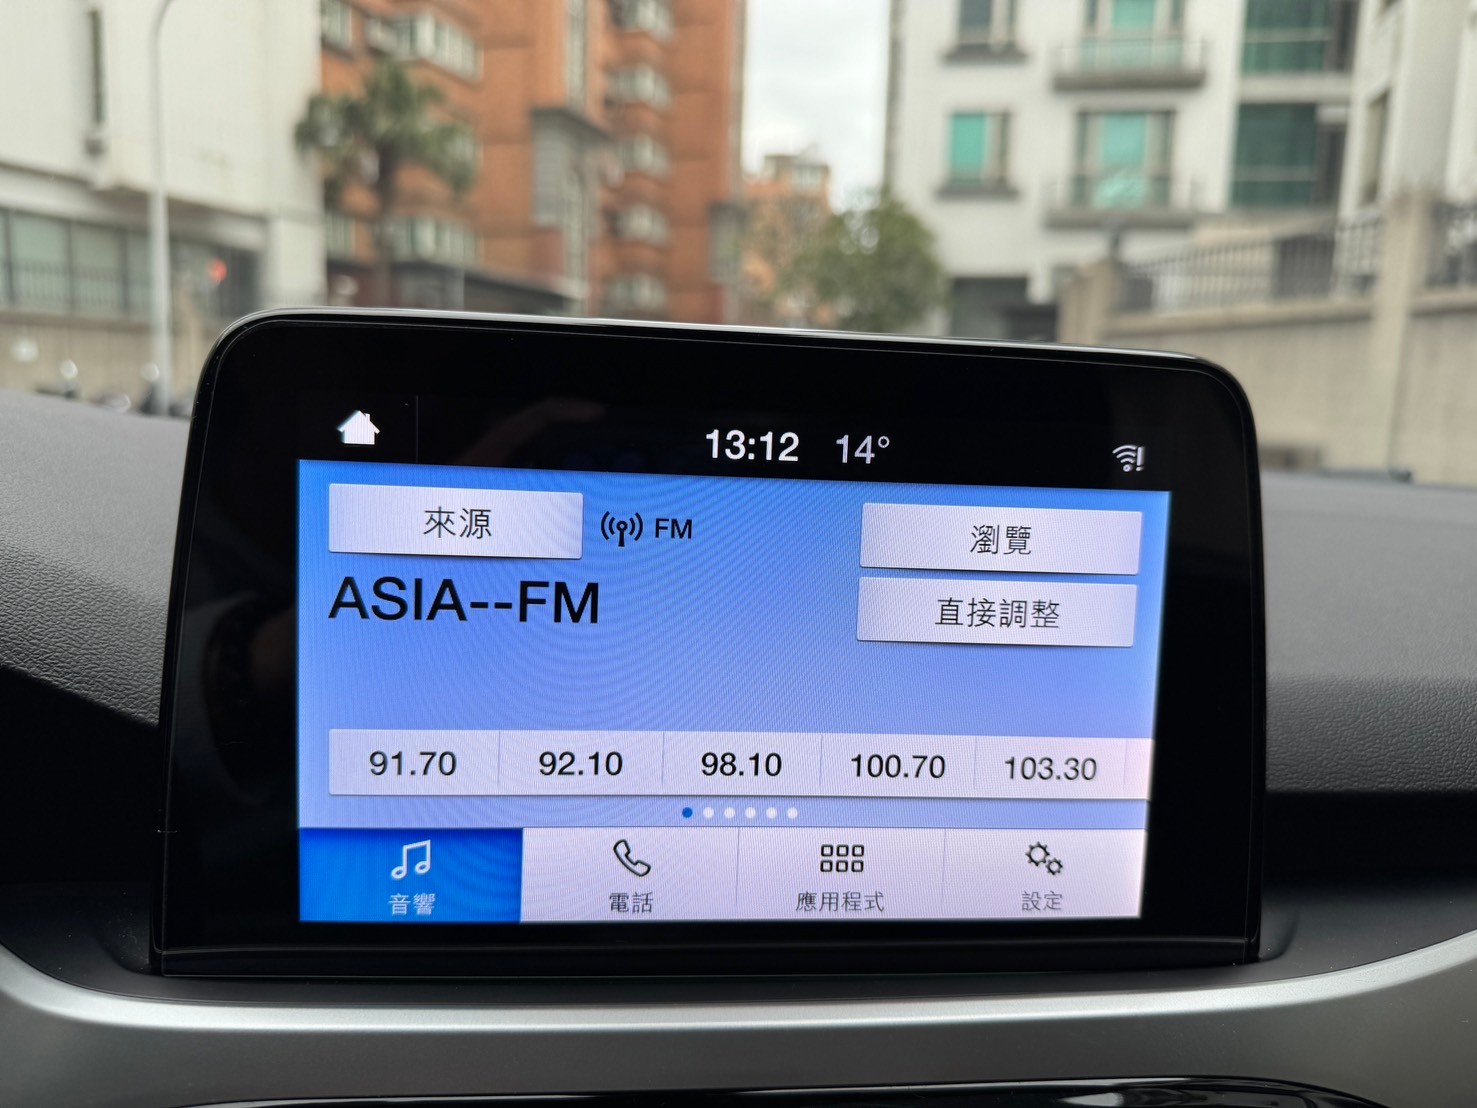 13:12 14°
來源 FM 瀏覽
ASIA--FM 直接調整
91.70 92.10 98.10 100.70 103.30
音響 電話 應用程式 設定